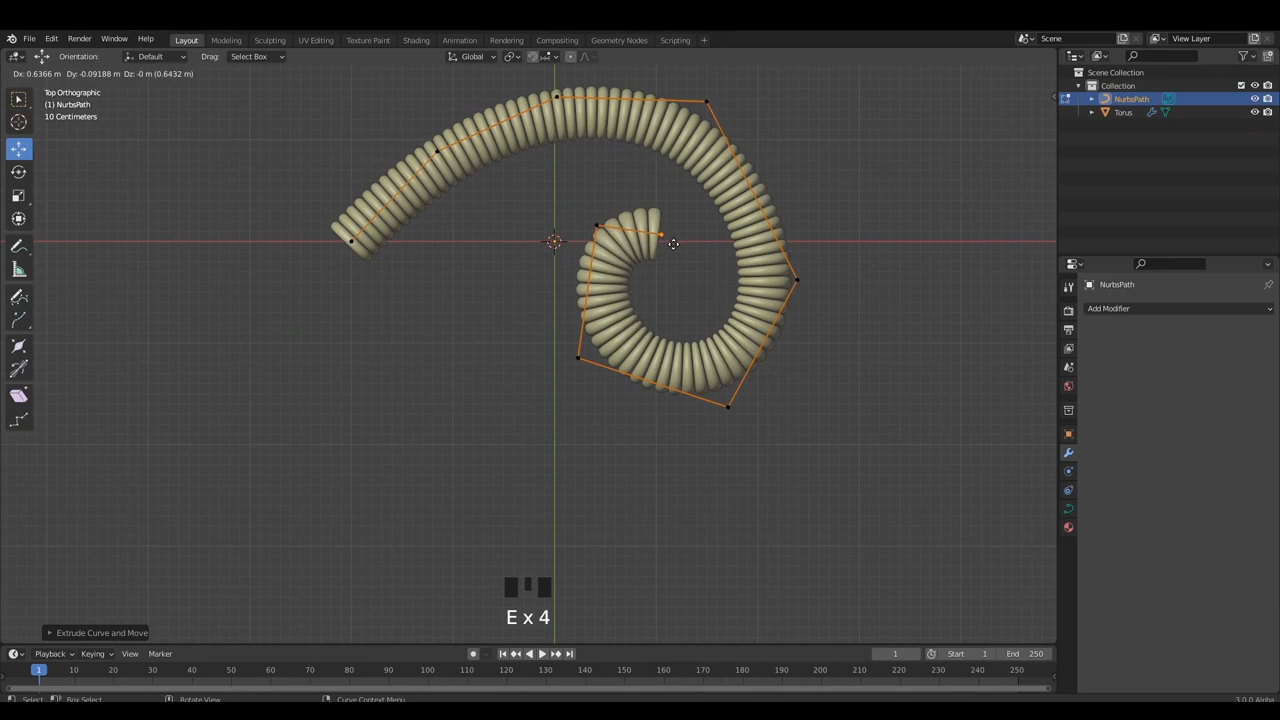 File Edit Render Window Help Layout Modeling Sculpting UV Editing Texture Paint Shading Animation Rendering Compositing Geometry Nodes Scripting + Scene View Layer
Orientation: Default Drag: Select Box Global
Dx: 0.6366 m Dy: -0.09188 m Dz: -0 m (0.6432 m)
Top Orthographic
(1) NurbsPath
10 Centimeters
Scene Collection
Collection
NurbsPath
Torus
NurbsPath
Add Modifier
E x 4
Extrude Curve and Move
Playback Keying View Marker 1 Start 1 End 250
1 10 20 30 40 50 60 70 80 90 100 110 120 130 140 150 160 170 180 190 200 210 220 230 240 250
Select Box Select Rotate View Curve Context Menu 3.0.0 Alpha